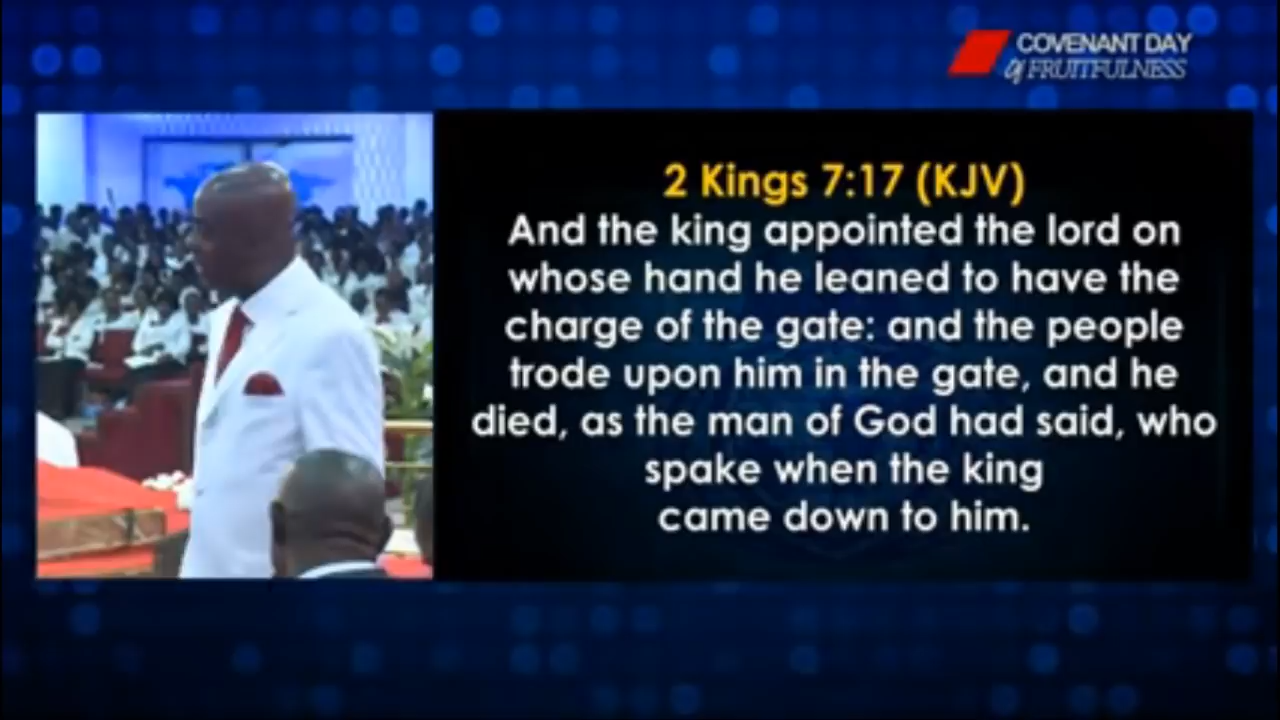 COVENANT DAY
of FRUITFULNESS
2 Kings 7:17 (KJV)
And the king appointed the lord on
whose hand he leaned to have the
charge of the gate: and the people
trode upon him in the gate, and he
died, as the man of God had said, who
spake when the king
came down to him.